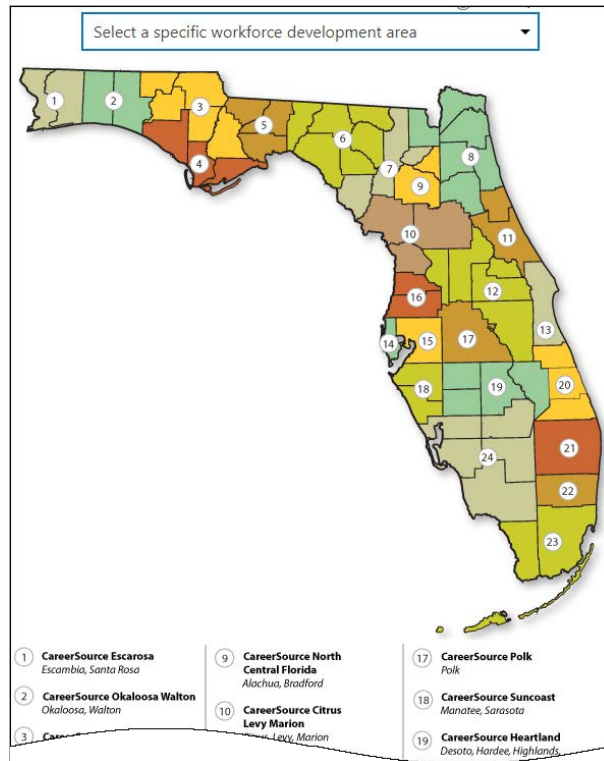 Select a specific workforce development area
1
2
3
4
5
6
7
8
9
10
11
12
13
14
15
16
17
18
19
20
21
22
23
24
1 CareerSource Escarosa
Escambia, Santa Rosa
2 CareerSource Okaloosa Walton
Okaloosa, Walton
3
9 CareerSource North
Central Florida
Alachua, Bradford
10 CareerSource Citrus
Levy Marion
Levy, Marion
17 CareerSource Polk
Polk
18 CareerSource Suncoast
Manatee, Sarasota
19 CareerSource Heartland
Desoto, Hardee, Highlands,